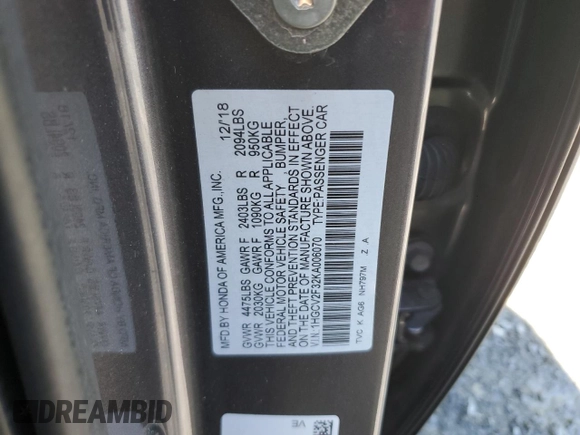 MFD.BY HONDA OF AMERICA MFG.,INC. 12/18
GVWR 4475LBS GAWR F 2403LBS R 2094LBS
GVWR 2030KG GAWR F 1090KG R 950KG
THIS VEHICLE CONFORMS TO ALL APPLICABLE
FEDERAL MOTOR VEHICLE SAFETY, BUMPER,
AND THEFT PREVENTION STANDARDS IN EFFECT
ON THE DATE OF MANUFACTURE SHOWN ABOVE.
V.I.N.:1HGCV2F32KA006070 TYPE:PASSENGER CAR
TVC K AG6 NH797M Z A
VIE
DREAMBID